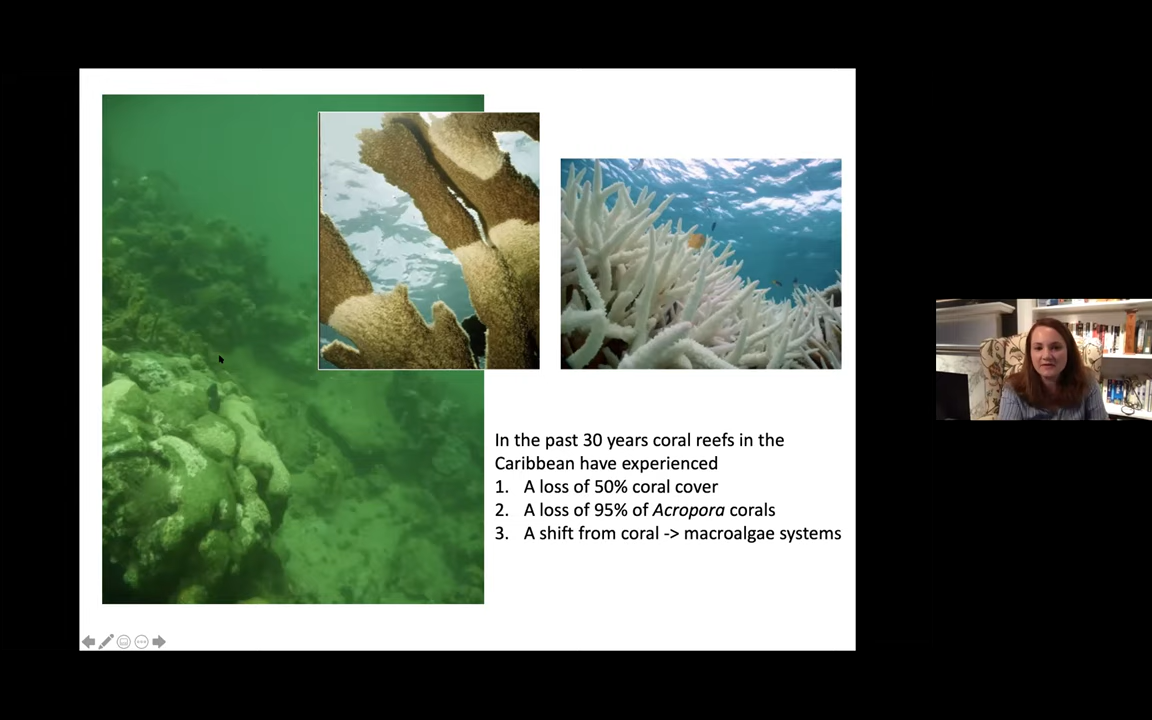 In the past 30 years coral reefs in the
Caribbean have experienced
1. A loss of 50% coral cover
2. A loss of 95% of Acropora corals
3. A shift from coral -> macroalgae systems